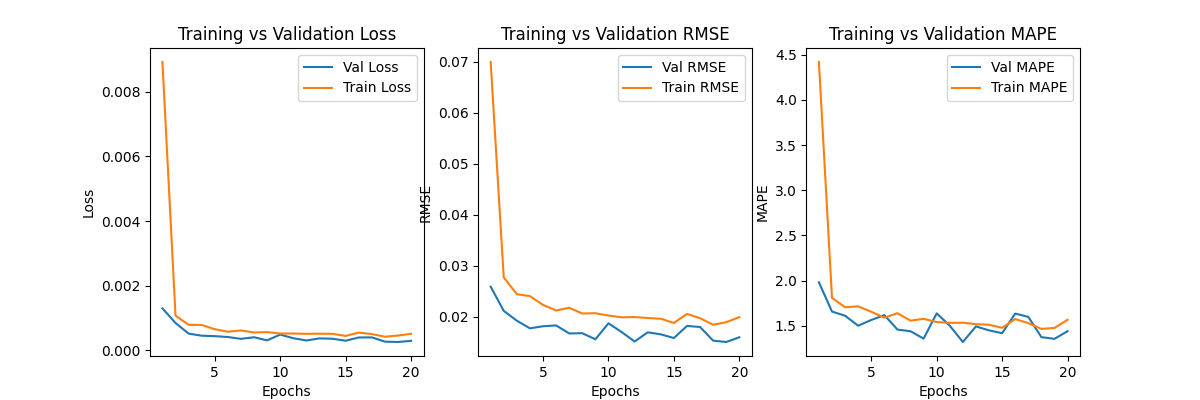 Training vs Validation Loss
Val Loss
Train Loss
0.008
0.006
0.004
0.002
0.000
Loss
5
10
15
20
Epochs
Training vs Validation RMSE
Val RMSE
Train RMSE
0.07
0.06
0.05
0.04
0.03
0.02
RMSE
5
10
15
20
Epochs
Training vs Validation MAPE
Val MAPE
Train MAPE
4.5
4.0
3.5
3.0
2.5
2.0
1.5
MAPE
5
10
15
20
Epochs